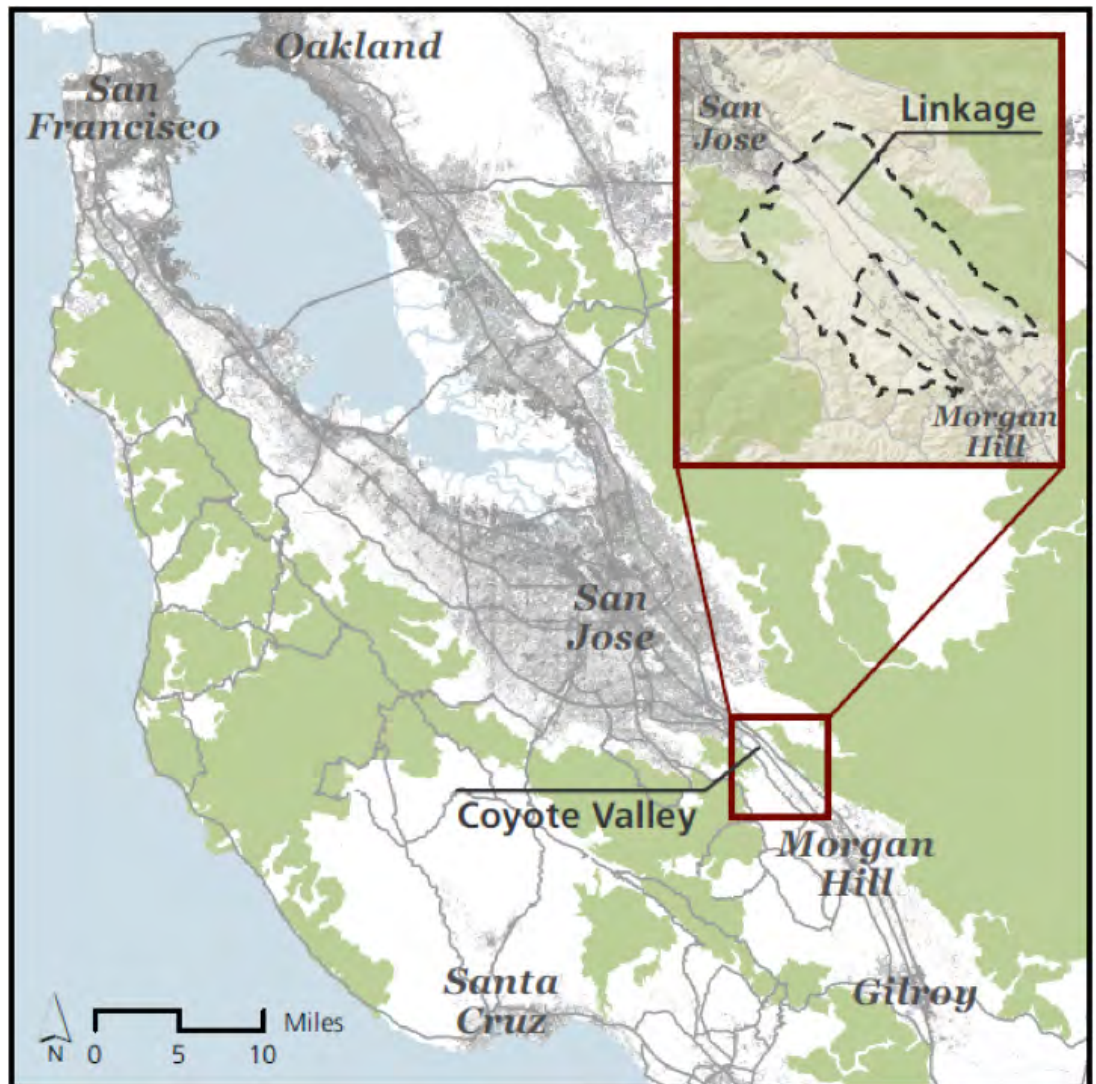 Oakland
San
Francisco
San
Jose
Linkage
Morgan
Hill
San
Jose
Coyote Valley
Morgan
Hill
Santa
Cruz
Gilroy
Miles
N
0 5 10